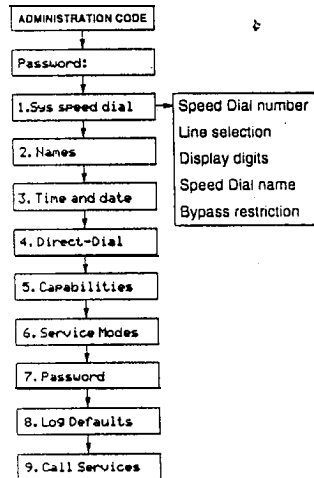 ADMINISTRATION CODE
Password:
1.Sys speed dial
Speed Dial number
Line selection
Display digits
Speed Dial name
Bypass restriction
2. Names
3. Time and date
4. Direct-Dial
5. Capabilities
6. Service Modes
7. Password
8. Log Defaults
9. Call Services